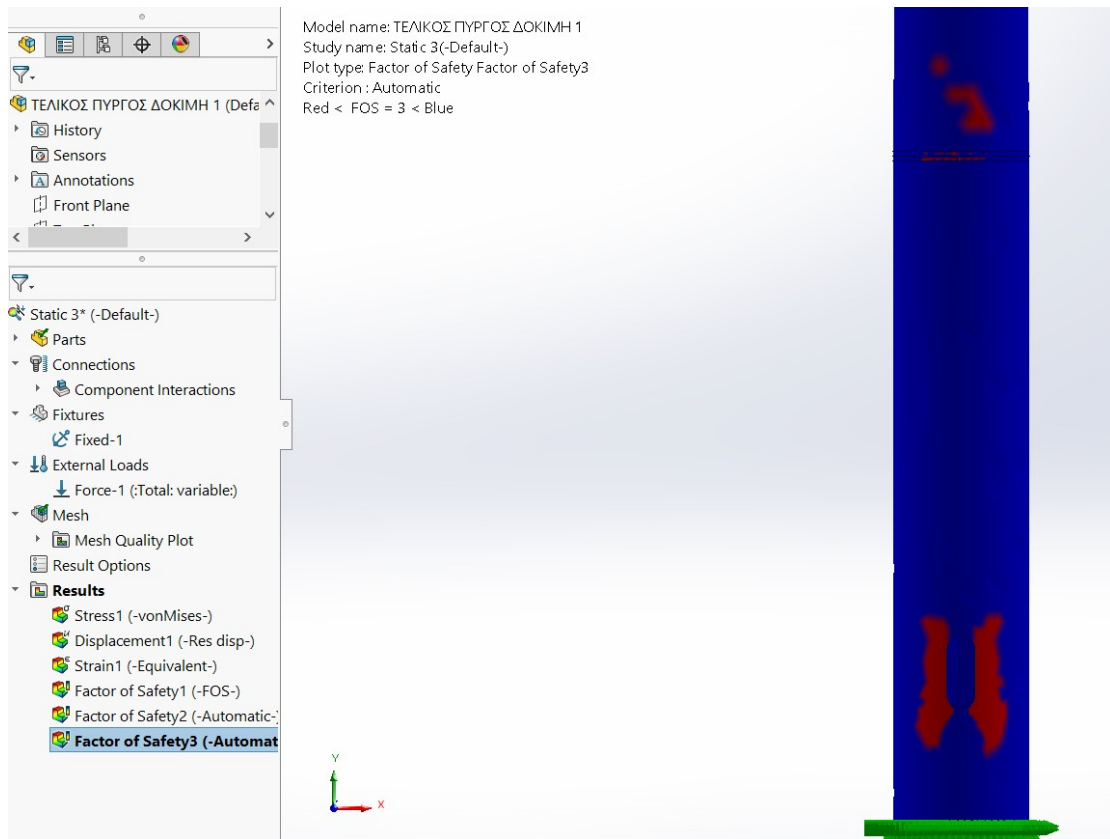 Model name: ΤΕΛΙΚΟΣ ΠΥΡΓΟΣ ΔΟΚΙΜΗ 1
Study name: Static 3(-Default-)
Plot type: Factor of Safety Factor of Safety3
Criterion : Automatic
Red < FOS = 3 < Blue
ΤΕΛΙΚΟΣ ΠΥΡΓΟΣ ΔΟΚΙΜΗ 1 (Defa
History
Sensors
Annotations
Front Plane
Static 3* (-Default-)
Parts
Connections
Component Interactions
Fixtures
Fixed-1
External Loads
Force-1 (:Total: variable:)
Mesh
Mesh Quality Plot
Result Options
Results
Stress1 (-vonMises-)
Displacement1 (-Res disp-)
Strain1 (-Equivalent-)
Factor of Safety1 (-FOS-)
Factor of Safety2 (-Automatic-)
Factor of Safety3 (-Automat
Y
X